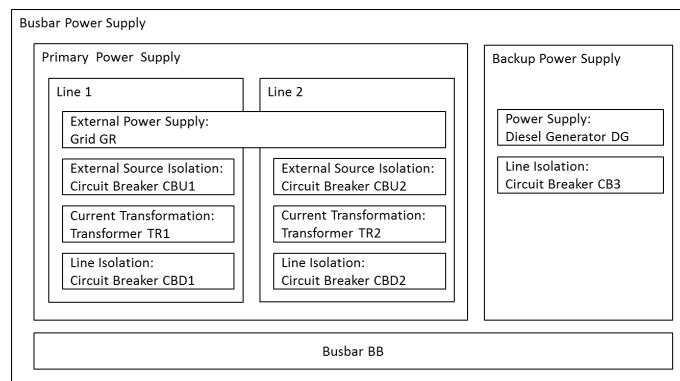 Busbar Power Supply
Primary Power Supply
Line 1
Line 2
External Power Supply:
Grid GR
External Source Isolation:
Circuit Breaker CBU1
External Source Isolation:
Circuit Breaker CBU2
Current Transformation:
Transformer TR1
Current Transformation:
Transformer TR2
Line Isolation:
Circuit Breaker CBD1
Line Isolation:
Circuit Breaker CBD2
Backup Power Supply
Power Supply:
Diesel Generator DG
Line Isolation:
Circuit Breaker CB3
Busbar BB